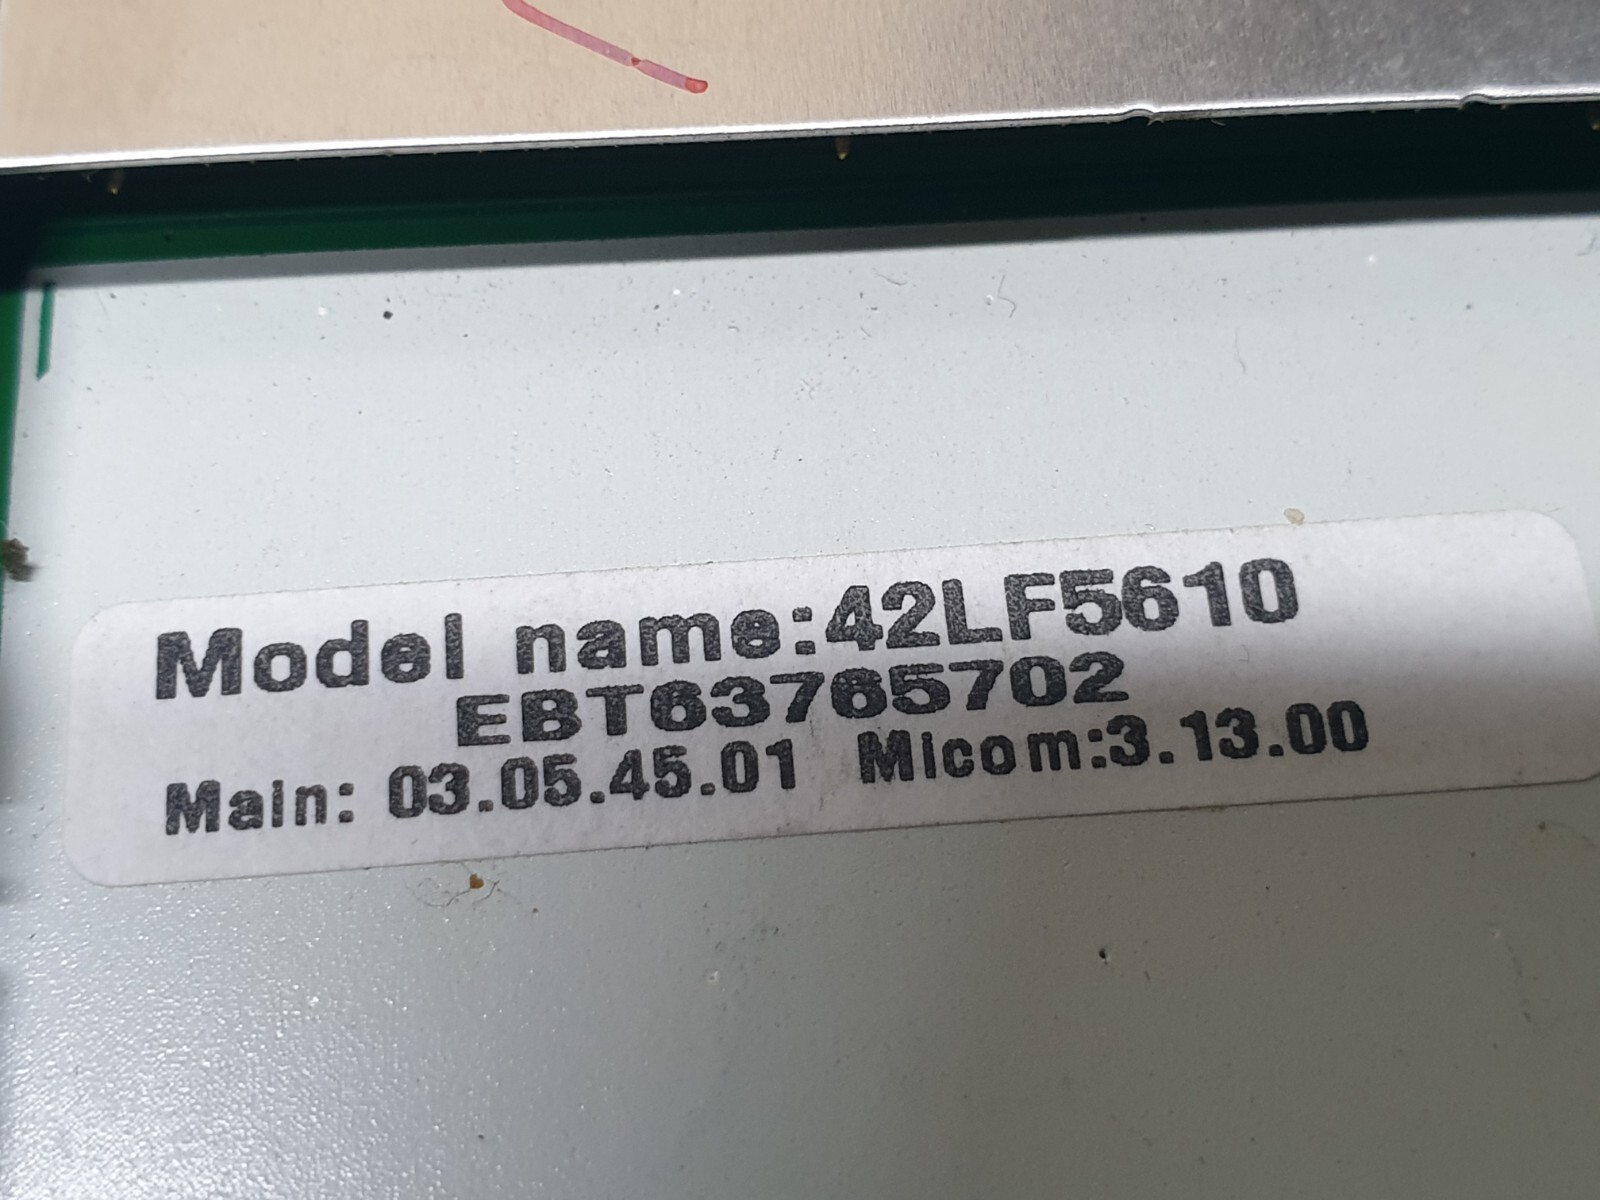 Model name:42LF5610
EBT63765702
Main: 03.05.45.01 Micom:3.13.00